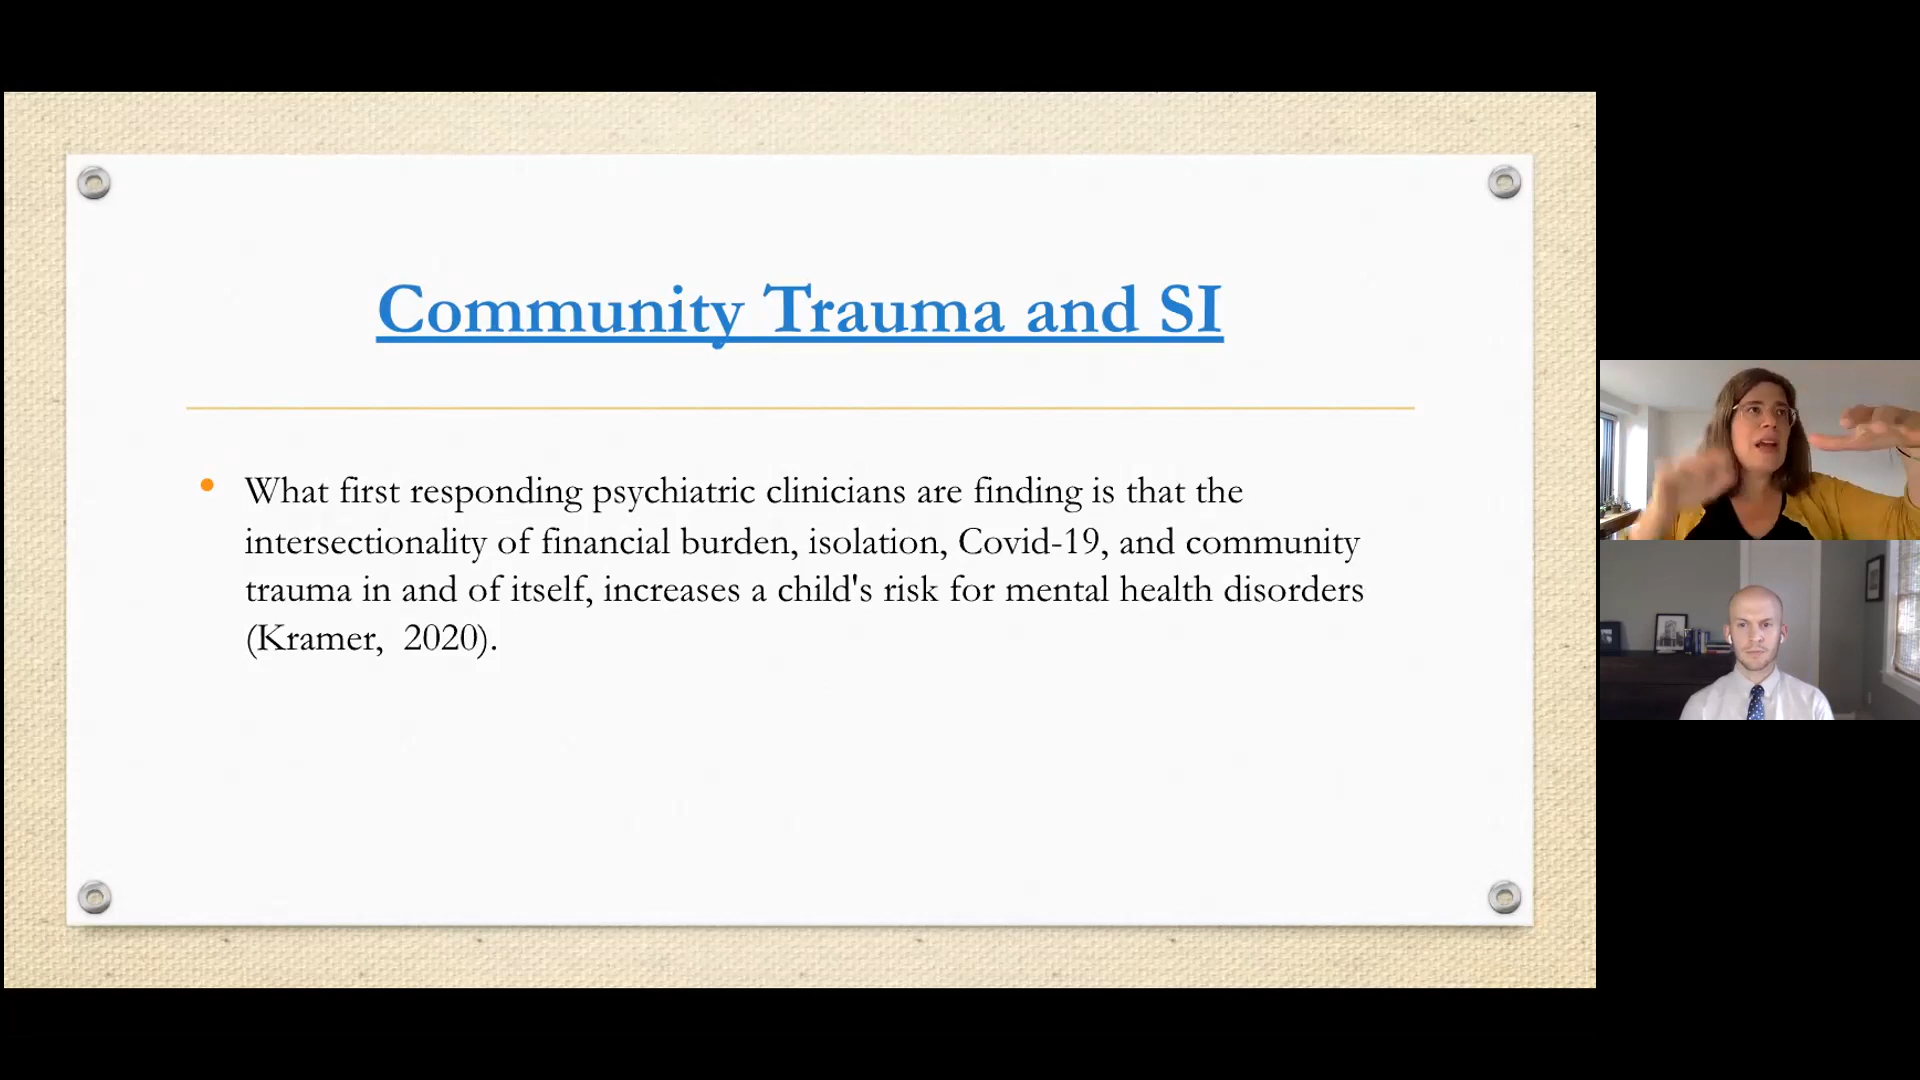 Community Trauma and SI
• What first responding psychiatric clinicians are finding is that the
intersectionality of financial burden, isolation, Covid-19, and community
trauma in and of itself, increases a child's risk for mental health disorders
(Kramer,  2020).